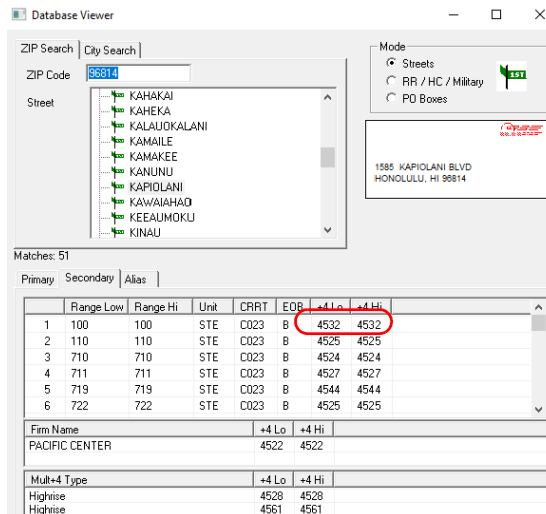 Database Viewer
ZIP Search City Search
ZIP Code 96814
Street
KAHAKAI
KAHEKA
KALAUOKALANI
KAMAILE
KAMAKEE
KANUNU
KAPIOLANI
KAWAIAHAO
KEEAUMOKU
KINAU
Mode
Streets
RR / HC / Military
PO Boxes
1ST
1585 KAPIOLANI BLVD
HONOLULU, HI 96814
Matches: 51
Primary Secondary Alias
Range Low Range Hi Unit CRRT EOB +4 Lo +4 Hi
1 100 100 STE C023 B 4532 4532
2 110 110 STE C023 B 4525 4525
3 710 710 STE C023 B 4524 4524
4 711 711 STE C023 B 4527 4527
5 719 719 STE C023 B 4544 4544
6 722 722 STE C023 B 4525 4525
Firm Name +4 Lo +4 Hi
PACIFIC CENTER 4522 4522
Mult+4 Type +4 Lo +4 Hi
Highrise 4528 4528
Highrise 4561 4561